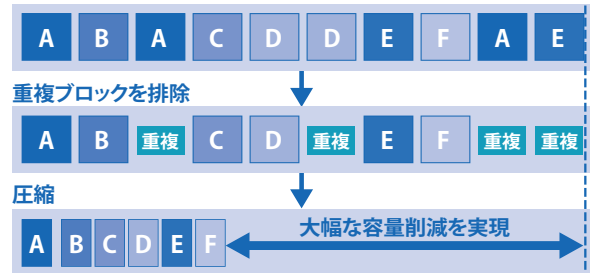 A B A C D D E F A E
重複ブロックを排除
A B 重複 C D 重複 E F 重複 重複
圧縮
A B C D E F 大幅な容量削減を実現